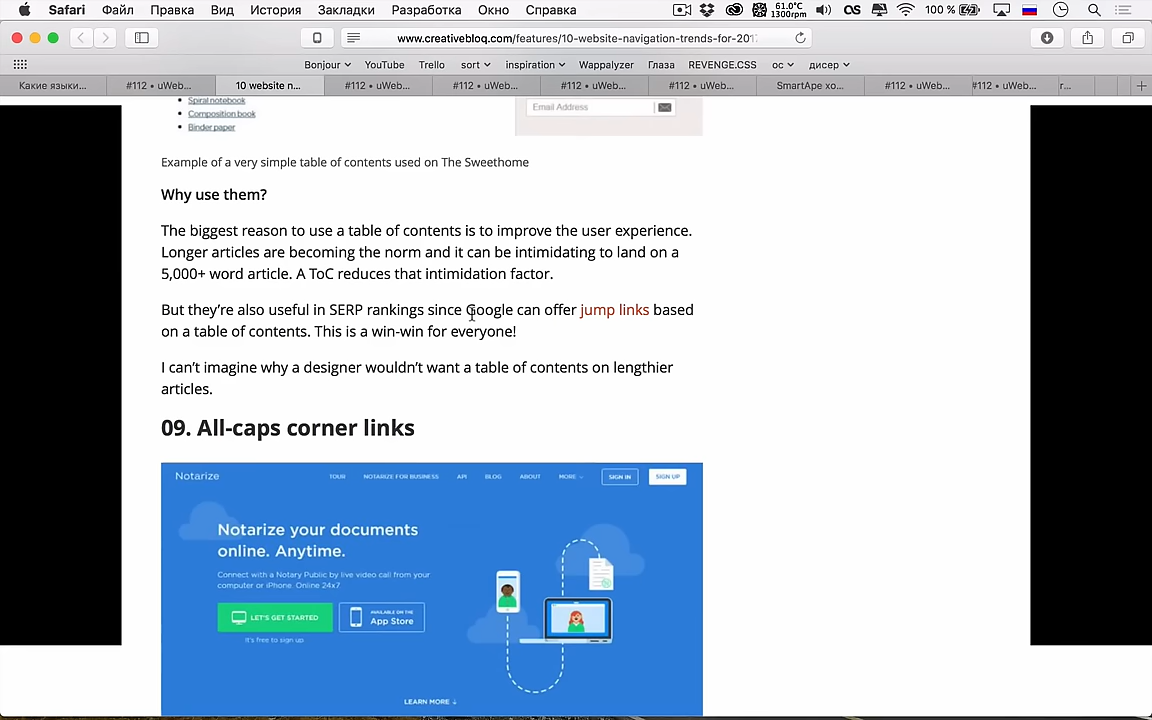 Safari Файл Правка Вид История Закладки Разработка Окно Справка 61.0°C 1300rpm 100 %
www.creativebloq.com/features/10-website-navigation-trends-for-201
Bonjour YouTube Trello sort inspiration Wappalyzer Глаза REVENGE.CSS ос дисер
Какие языки... #112 • uWeb... 10 website n... #112 • uWeb... #112 • uWeb... #112 • uWeb... #112 • uWeb... SmartApe хо... #112 • uWeb... #112 • uWeb... г...
Spiral notebook
Composition book
Binder paper
Email Address
Example of a very simple table of contents used on The Sweethome
Why use them?
The biggest reason to use a table of contents is to improve the user experience.
Longer articles are becoming the norm and it can be intimidating to land on a
5,000+ word article. A ToC reduces that intimidation factor.
But they're also useful in SERP rankings since Google can offer jump links based
on a table of contents. This is a win-win for everyone!
I can't imagine why a designer wouldn't want a table of contents on lengthier
articles.
09. All-caps corner links
Notarize TOUR NOTARIZE FOR BUSINESS API BLOG ABOUT MORE SIGN IN SIGN UP
Notarize your documents
online. Anytime.
Connect with a Notary Public by live video call from your
computer or iPhone. Online 24x7.
LET'S GET STARTED
AVAILABLE ON THE
App Store
It's free to sign up.
LEARN MORE